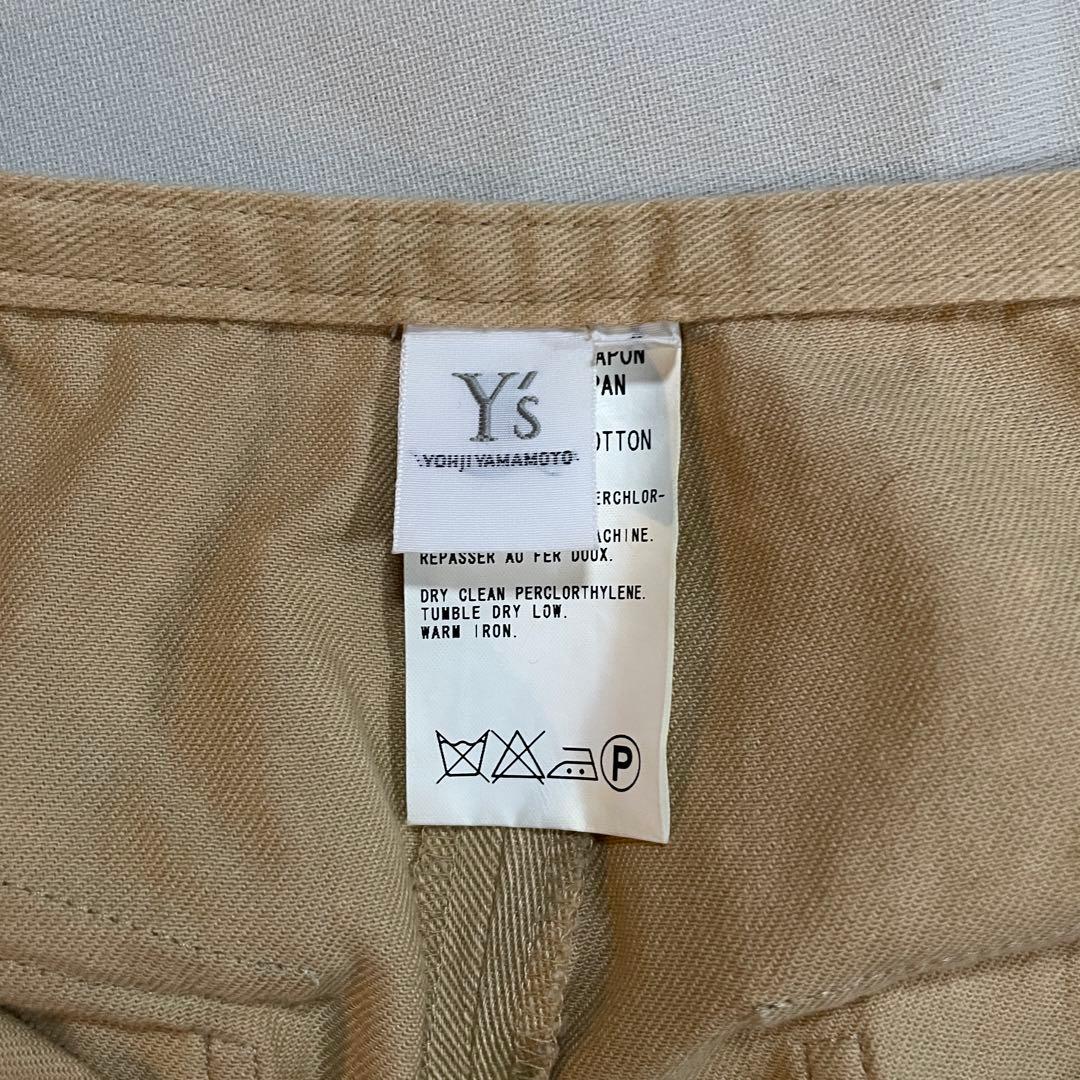 Y's
YOHJI YAMAMOTO
APON
PAN
OTTON
ERCHLOR-
ACHINE.
REPASSER AU FER DOUX.
DRY CLEAN PERCLORTHYLENE.
TUMBLE DRY LOW.
WARM IRON.
P